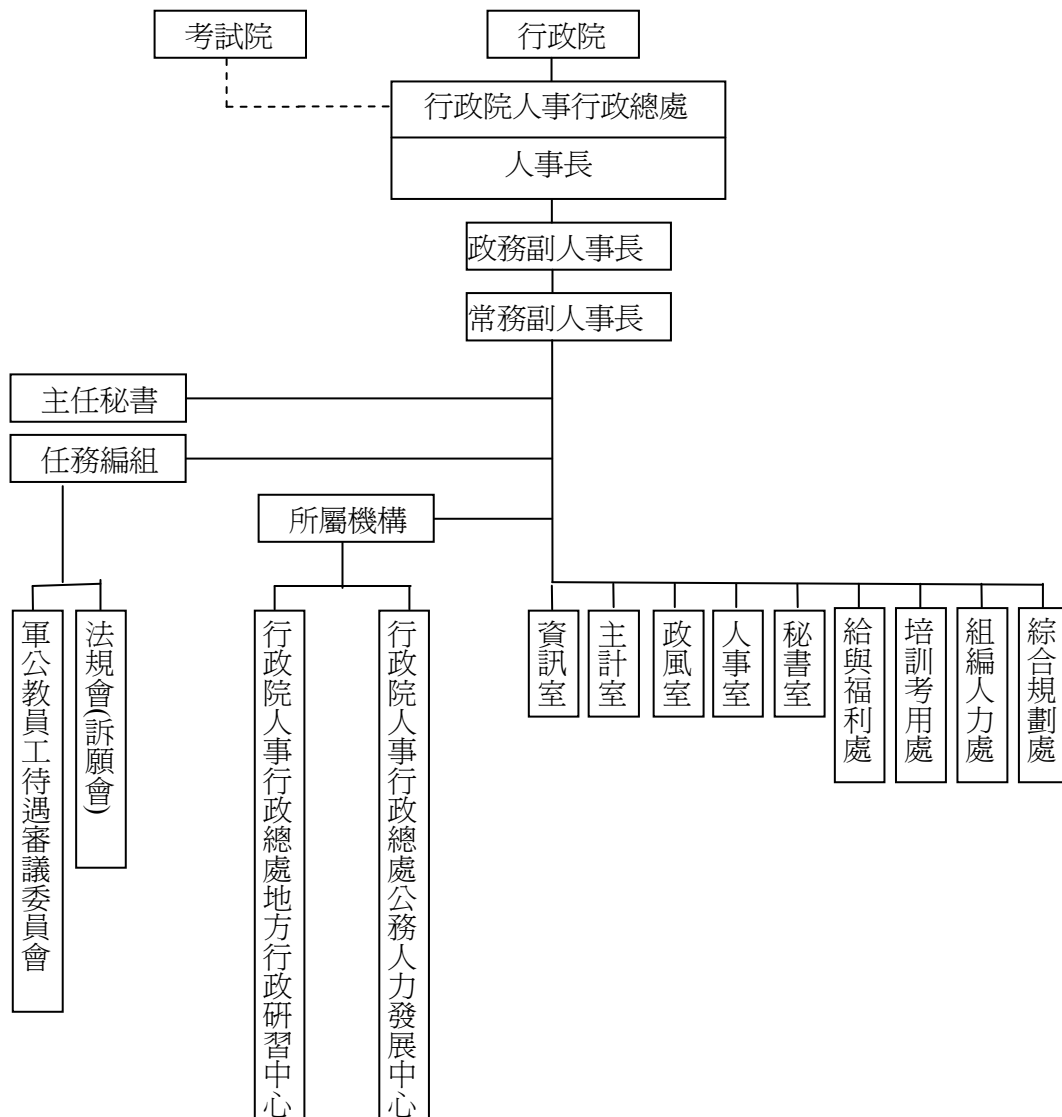 考試院
行政院
行政院人事行政總處
人事長
政務副人事長
常務副人事長
主任秘書
任務編組
所屬機構
軍公教員工待遇審議委員會
法規會(訴願會)
行政院人事行政總處地方行政研習中心
行政院人事行政總處公務人力發展中心
資訊室
主計室
政風室
人事室
秘書室
給與福利處
培訓考用處
組編人力處
綜合規劃處